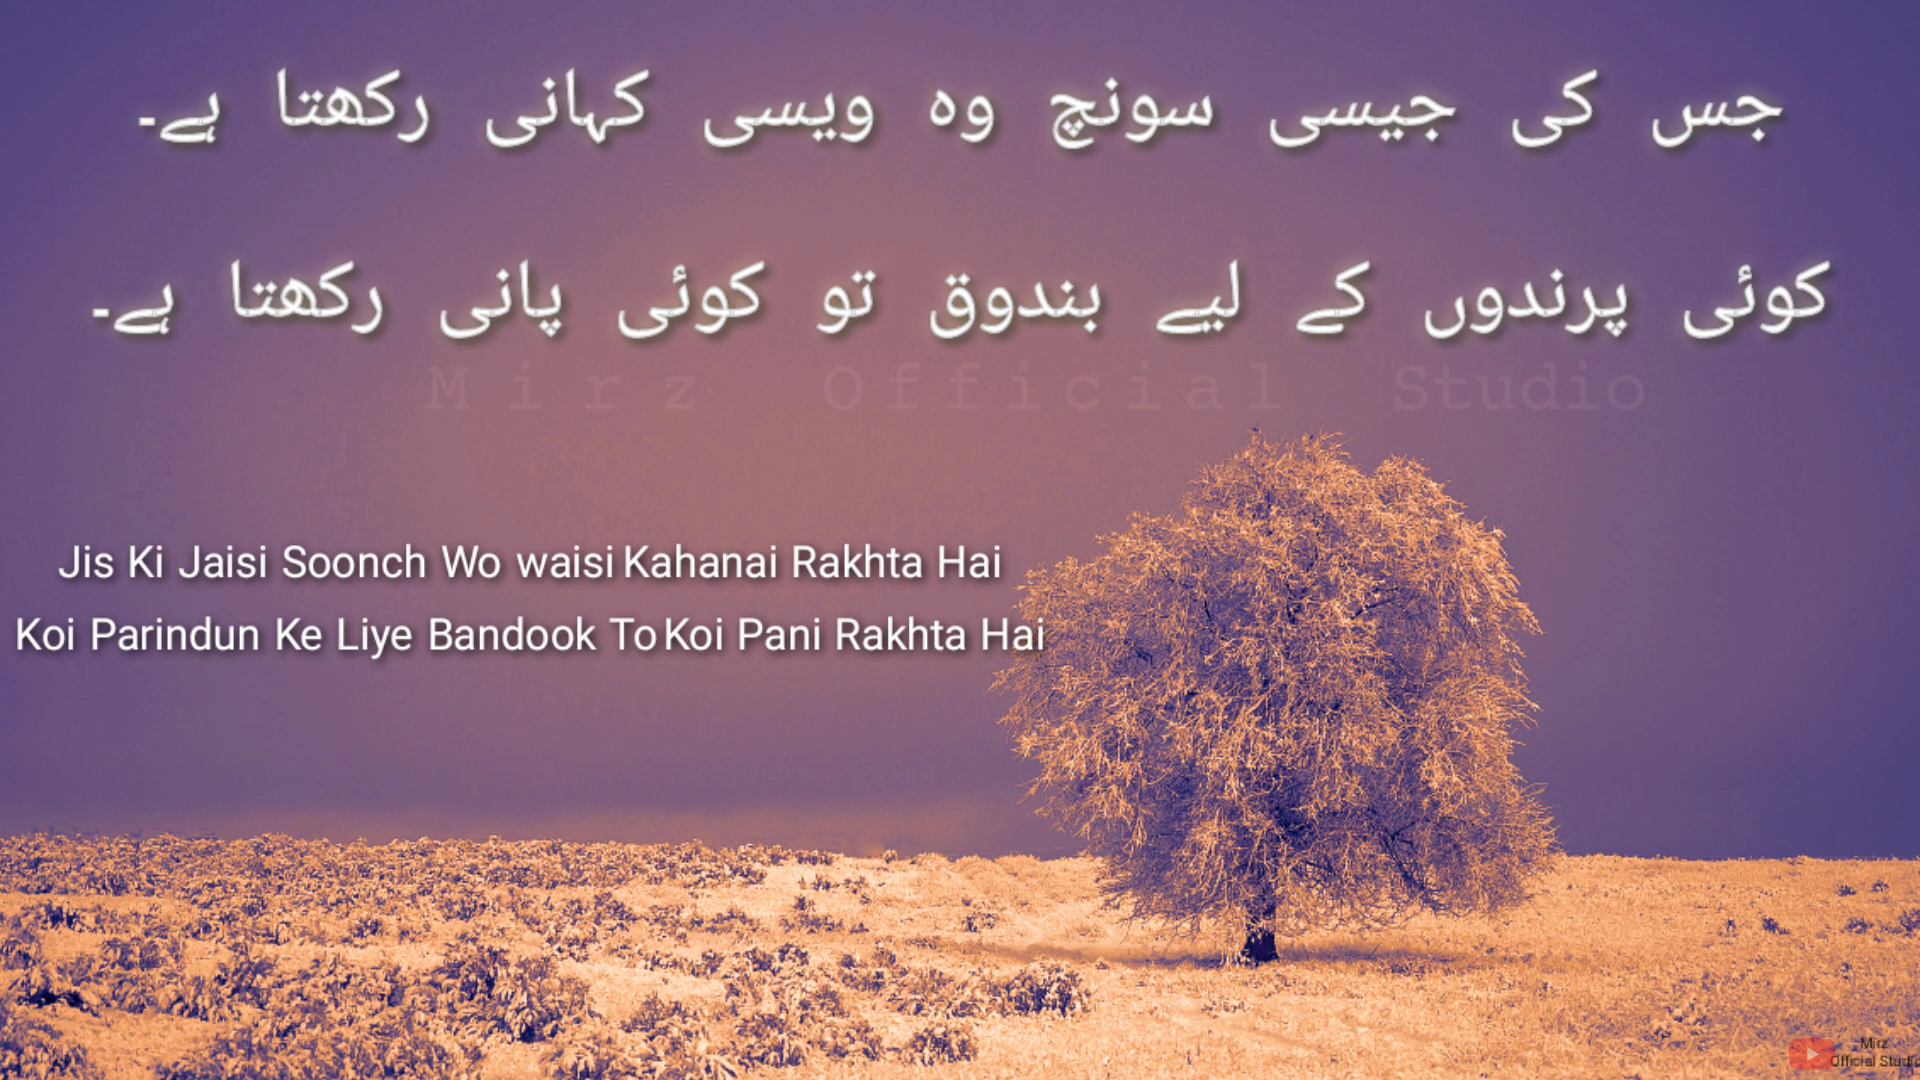 جس کی جیسی سونچ وہ ویسی کہانی رکھتا ہے۔
کوئی پرندوں کے لیے بندوق تو کوئی پانی رکھتا ہے۔
Mirz Official Studio
Jis Ki Jaisi Soonch Wo waisi Kahanai Rakhta Hai
Koi Parindun Ke Liye Bandook To Koi Pani Rakhta Hai
Mirz
Official Studio